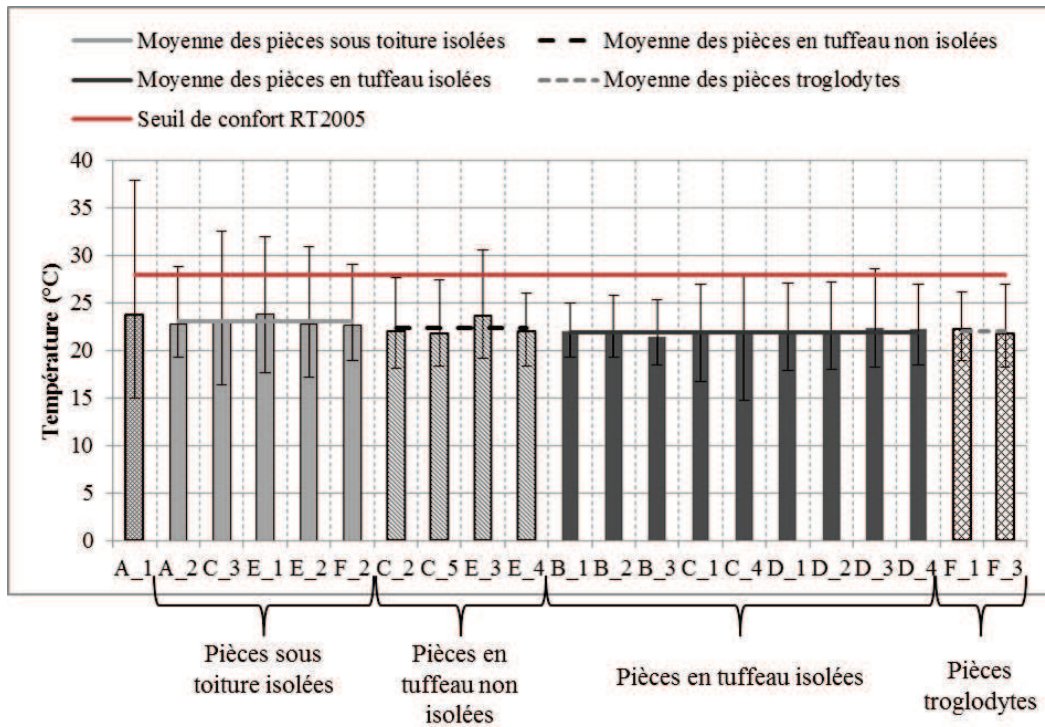 Moyenne des pièces sous toiture isolées
Moyenne des pièces en tuffeau non isolées
Moyenne des pièces en tuffeau isolées
Moyenne des pièces troglodytes
Seuil de confort RT2005
Température (°C)
40
35
30
25
20
15
10
5
0
A_1 A_2 C_3 E_1 E_2 F_2 C_2 C_5 E_3 E_4 B_1 B_2 B_3 C_1 C_4 D_1 D_2 D_3 D_4 F_1 F_3
Pièces sous
toiture isolées
Pièces en
tuffeau non
isolées
Pièces en tuffeau isolées
Pièces
troglodytes